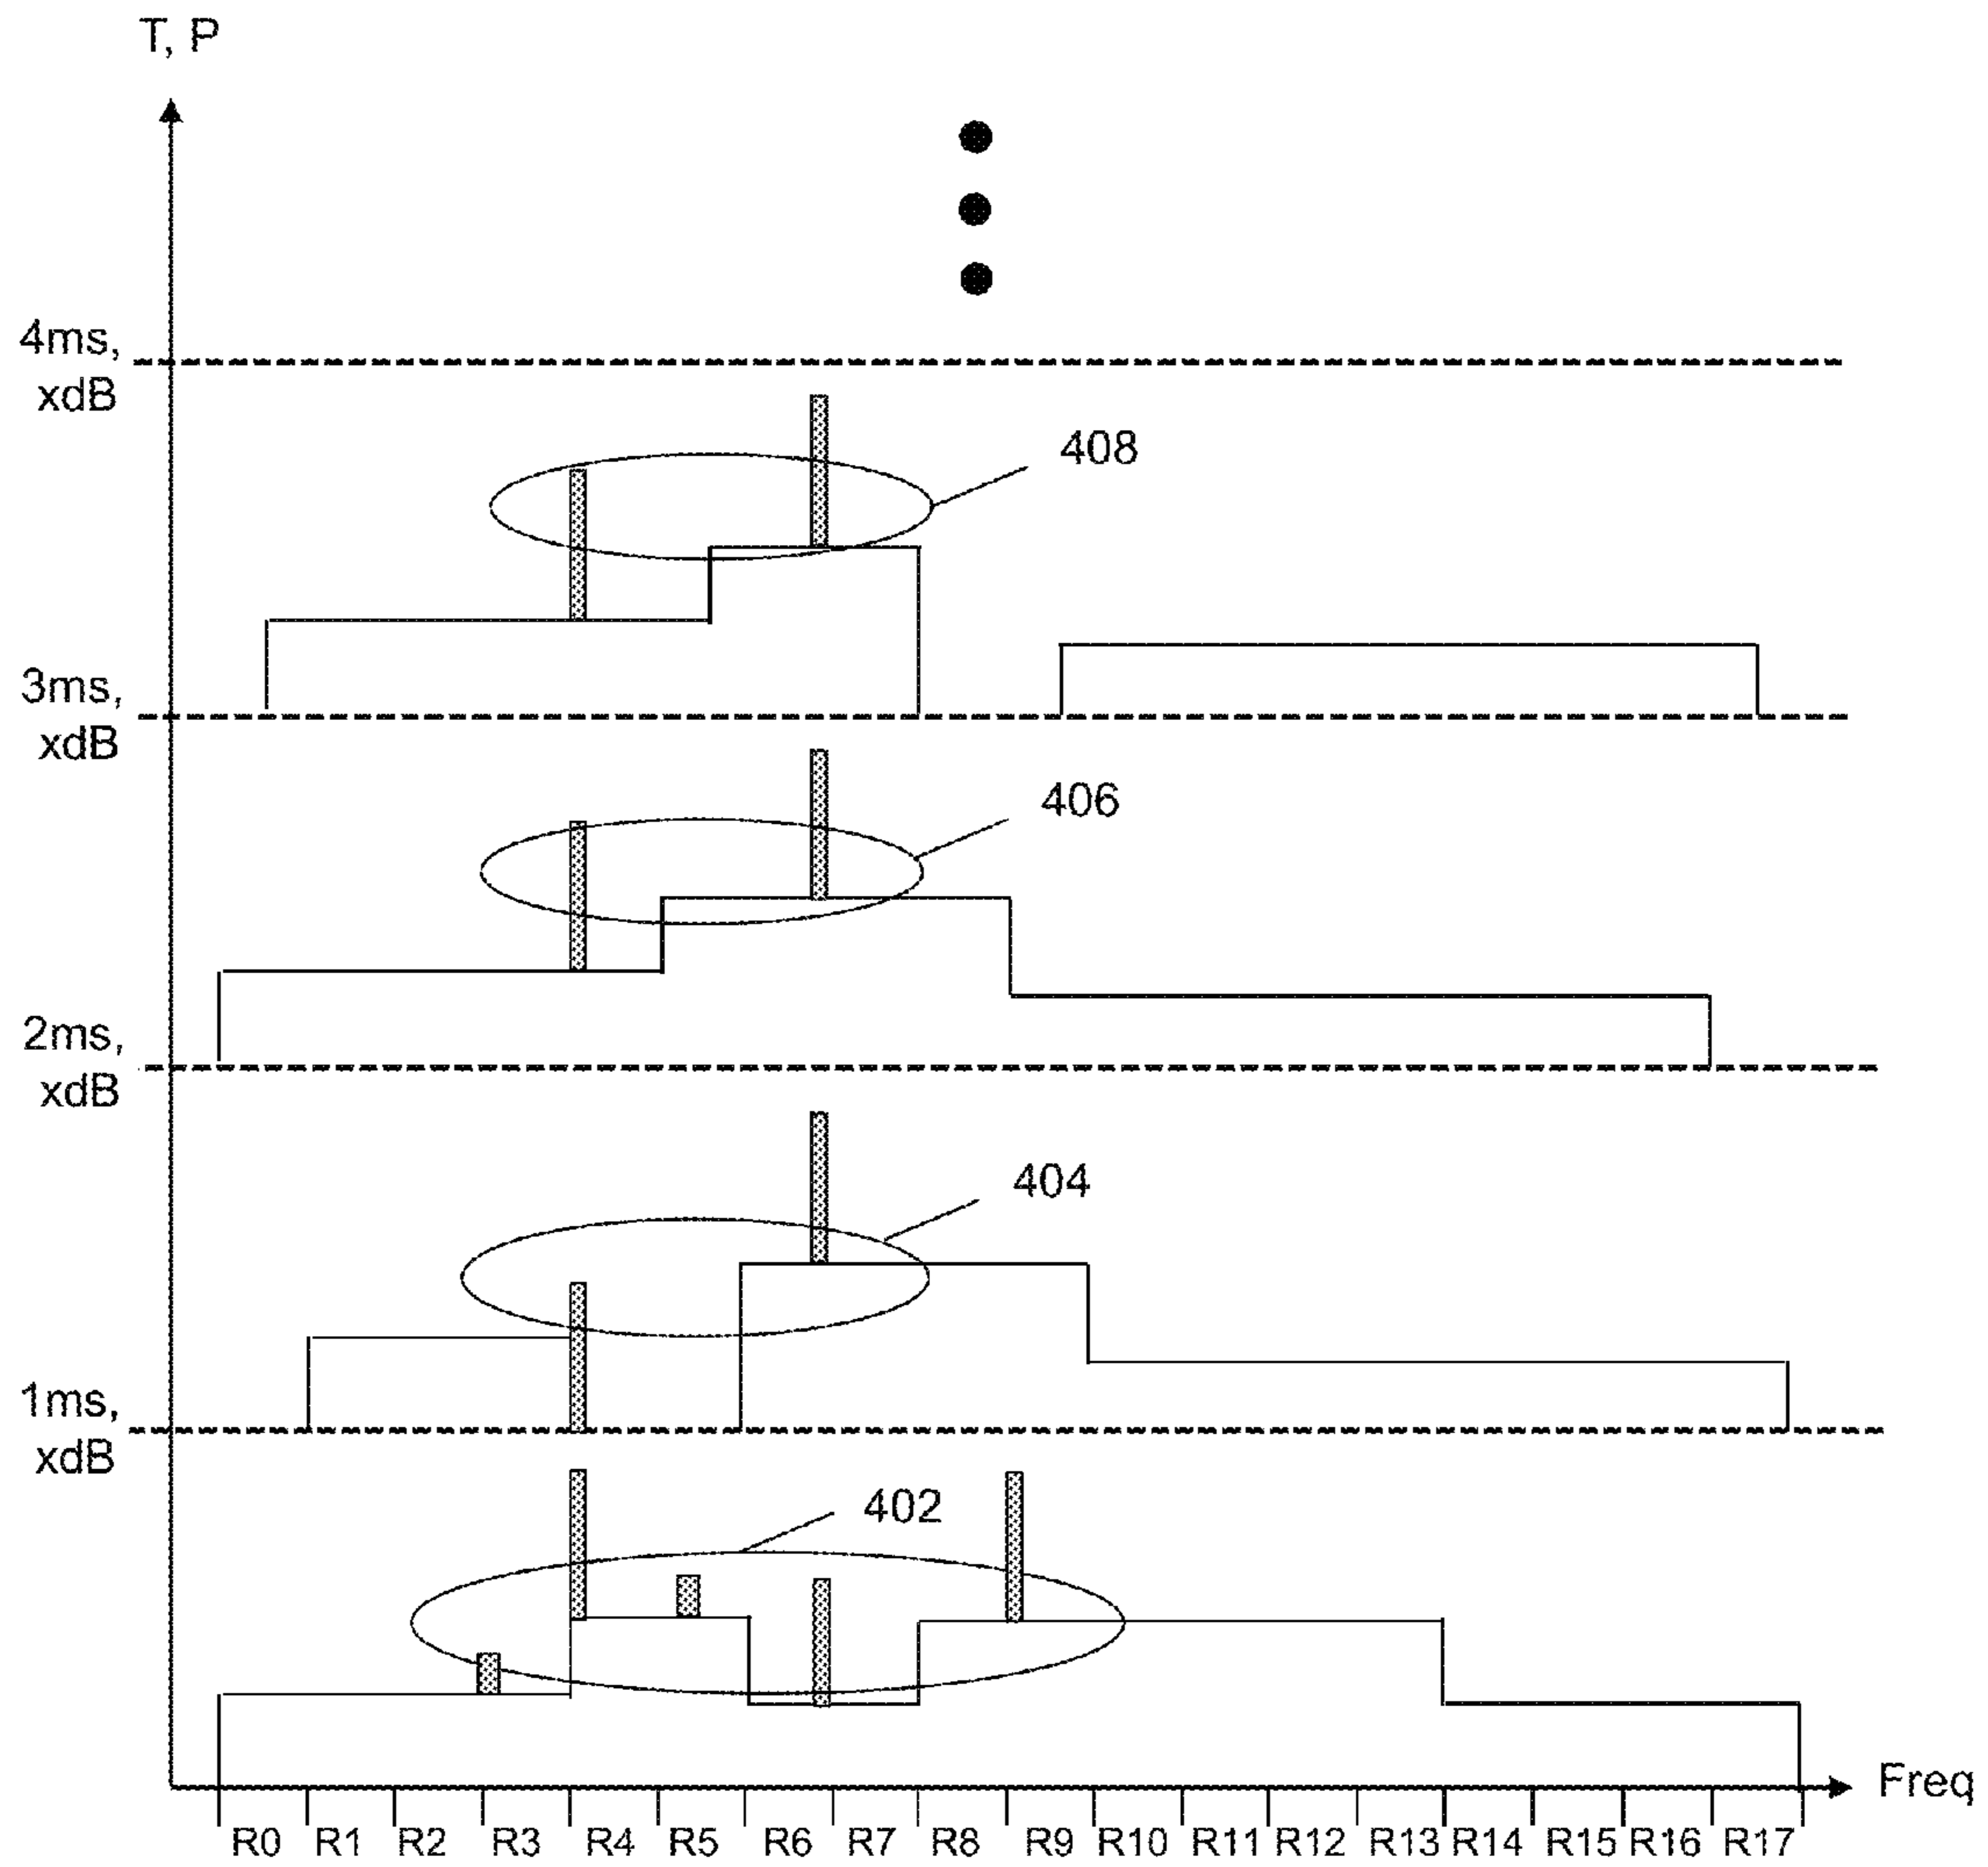 T, P
4ms,
xdB
408
3ms,
xdB
406
2ms,
xdB
404
1ms,
xdB
402
Freq
R0 R1 R2 R3 R4 R5 R6 R7 R8 R9 R10 R11 R12 R13 R14 R15 R16 R17